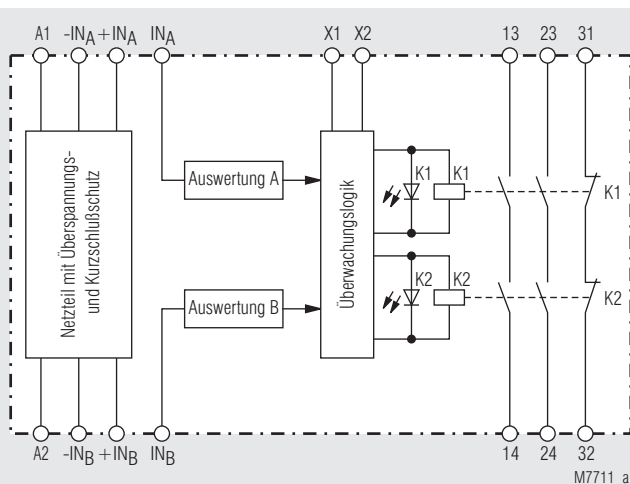 A1 -INA +INA INA X1 X2 13 23 31
Netzteil mit Überspannungs-
und Kurzschlußschutz
Auswertung A
Auswertung B
Überwachungslogik
K1 K1 K1
K2 K2 K2
A2 -INB +INB INB 14 24 32
M7711_a